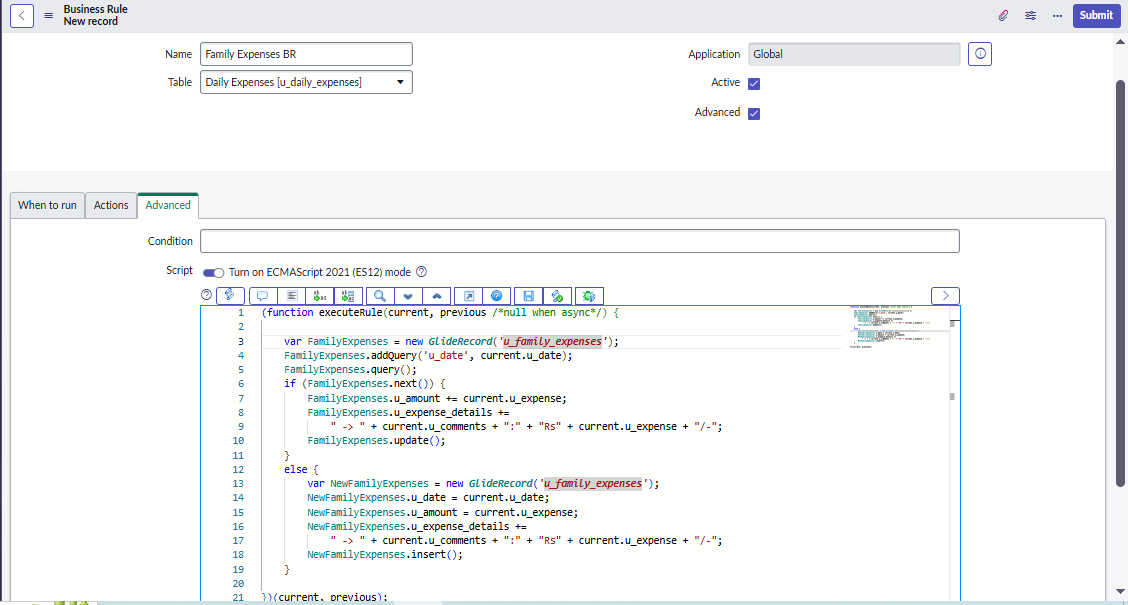 Business Rule
New record
Submit
Name Family Expenses BR
Application Global
Table Daily Expenses [u_daily_expenses]
Active
Advanced
When to run Actions Advanced
Condition
Script Turn on ECMAScript 2021 (ES12) mode
1 (function executeRule(current, previous /*null when async*/) {
2
3 var FamilyExpenses = new GlideRecord('u_family_expenses');
4 FamilyExpenses.addQuery('u_date', current.u_date);
5 FamilyExpenses.query();
6 if (FamilyExpenses.next()) {
7 FamilyExpenses.u_amount += current.u_expense;
8 FamilyExpenses.u_expense_details +=
9 " -> " + current.u_comments + ":" + "Rs" + current.u_expense + "/-";
10 FamilyExpenses.update();
11 }
12 else {
13 var NewFamilyExpenses = new GlideRecord('u_family_expenses');
14 NewFamilyExpenses.u_date = current.u_date;
15 NewFamilyExpenses.u_amount = current.u_expense;
16 NewFamilyExpenses.u_expense_details +=
17 " -> " + current.u_comments + ":" + "Rs" + current.u_expense + "/-";
18 NewFamilyExpenses.insert();
19 }
20
21 })(current, previous);